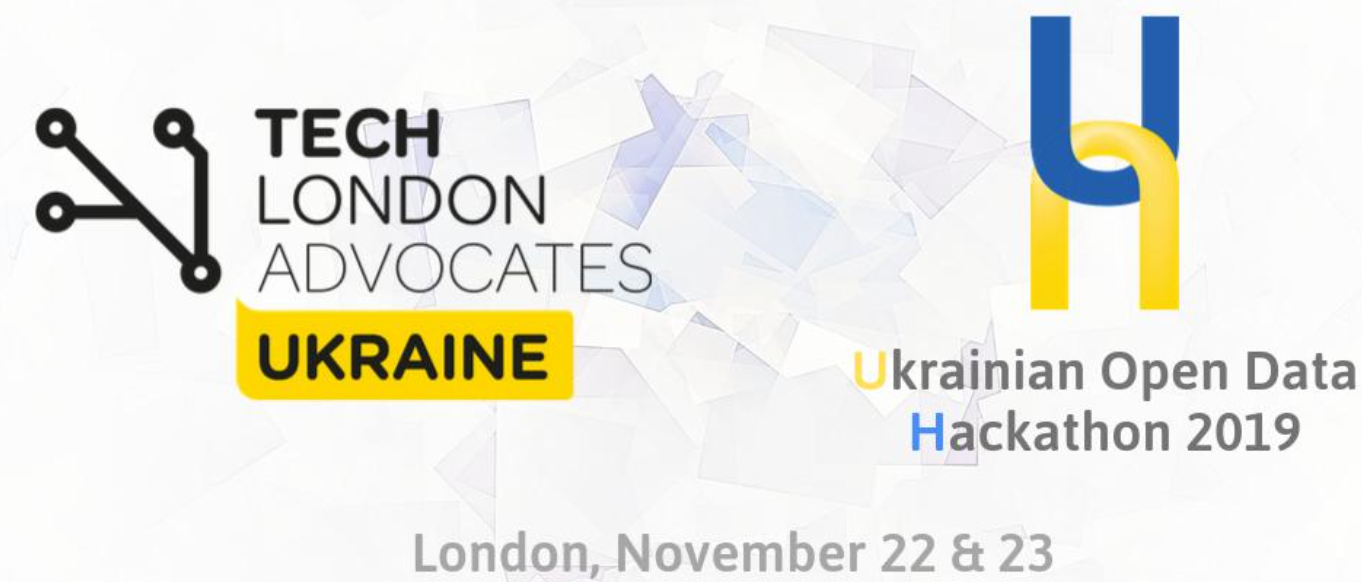 TECH
LONDON
ADVOCATES
UKRAINE
Ukrainian Open Data
Hackathon 2019
London, November 22 & 23